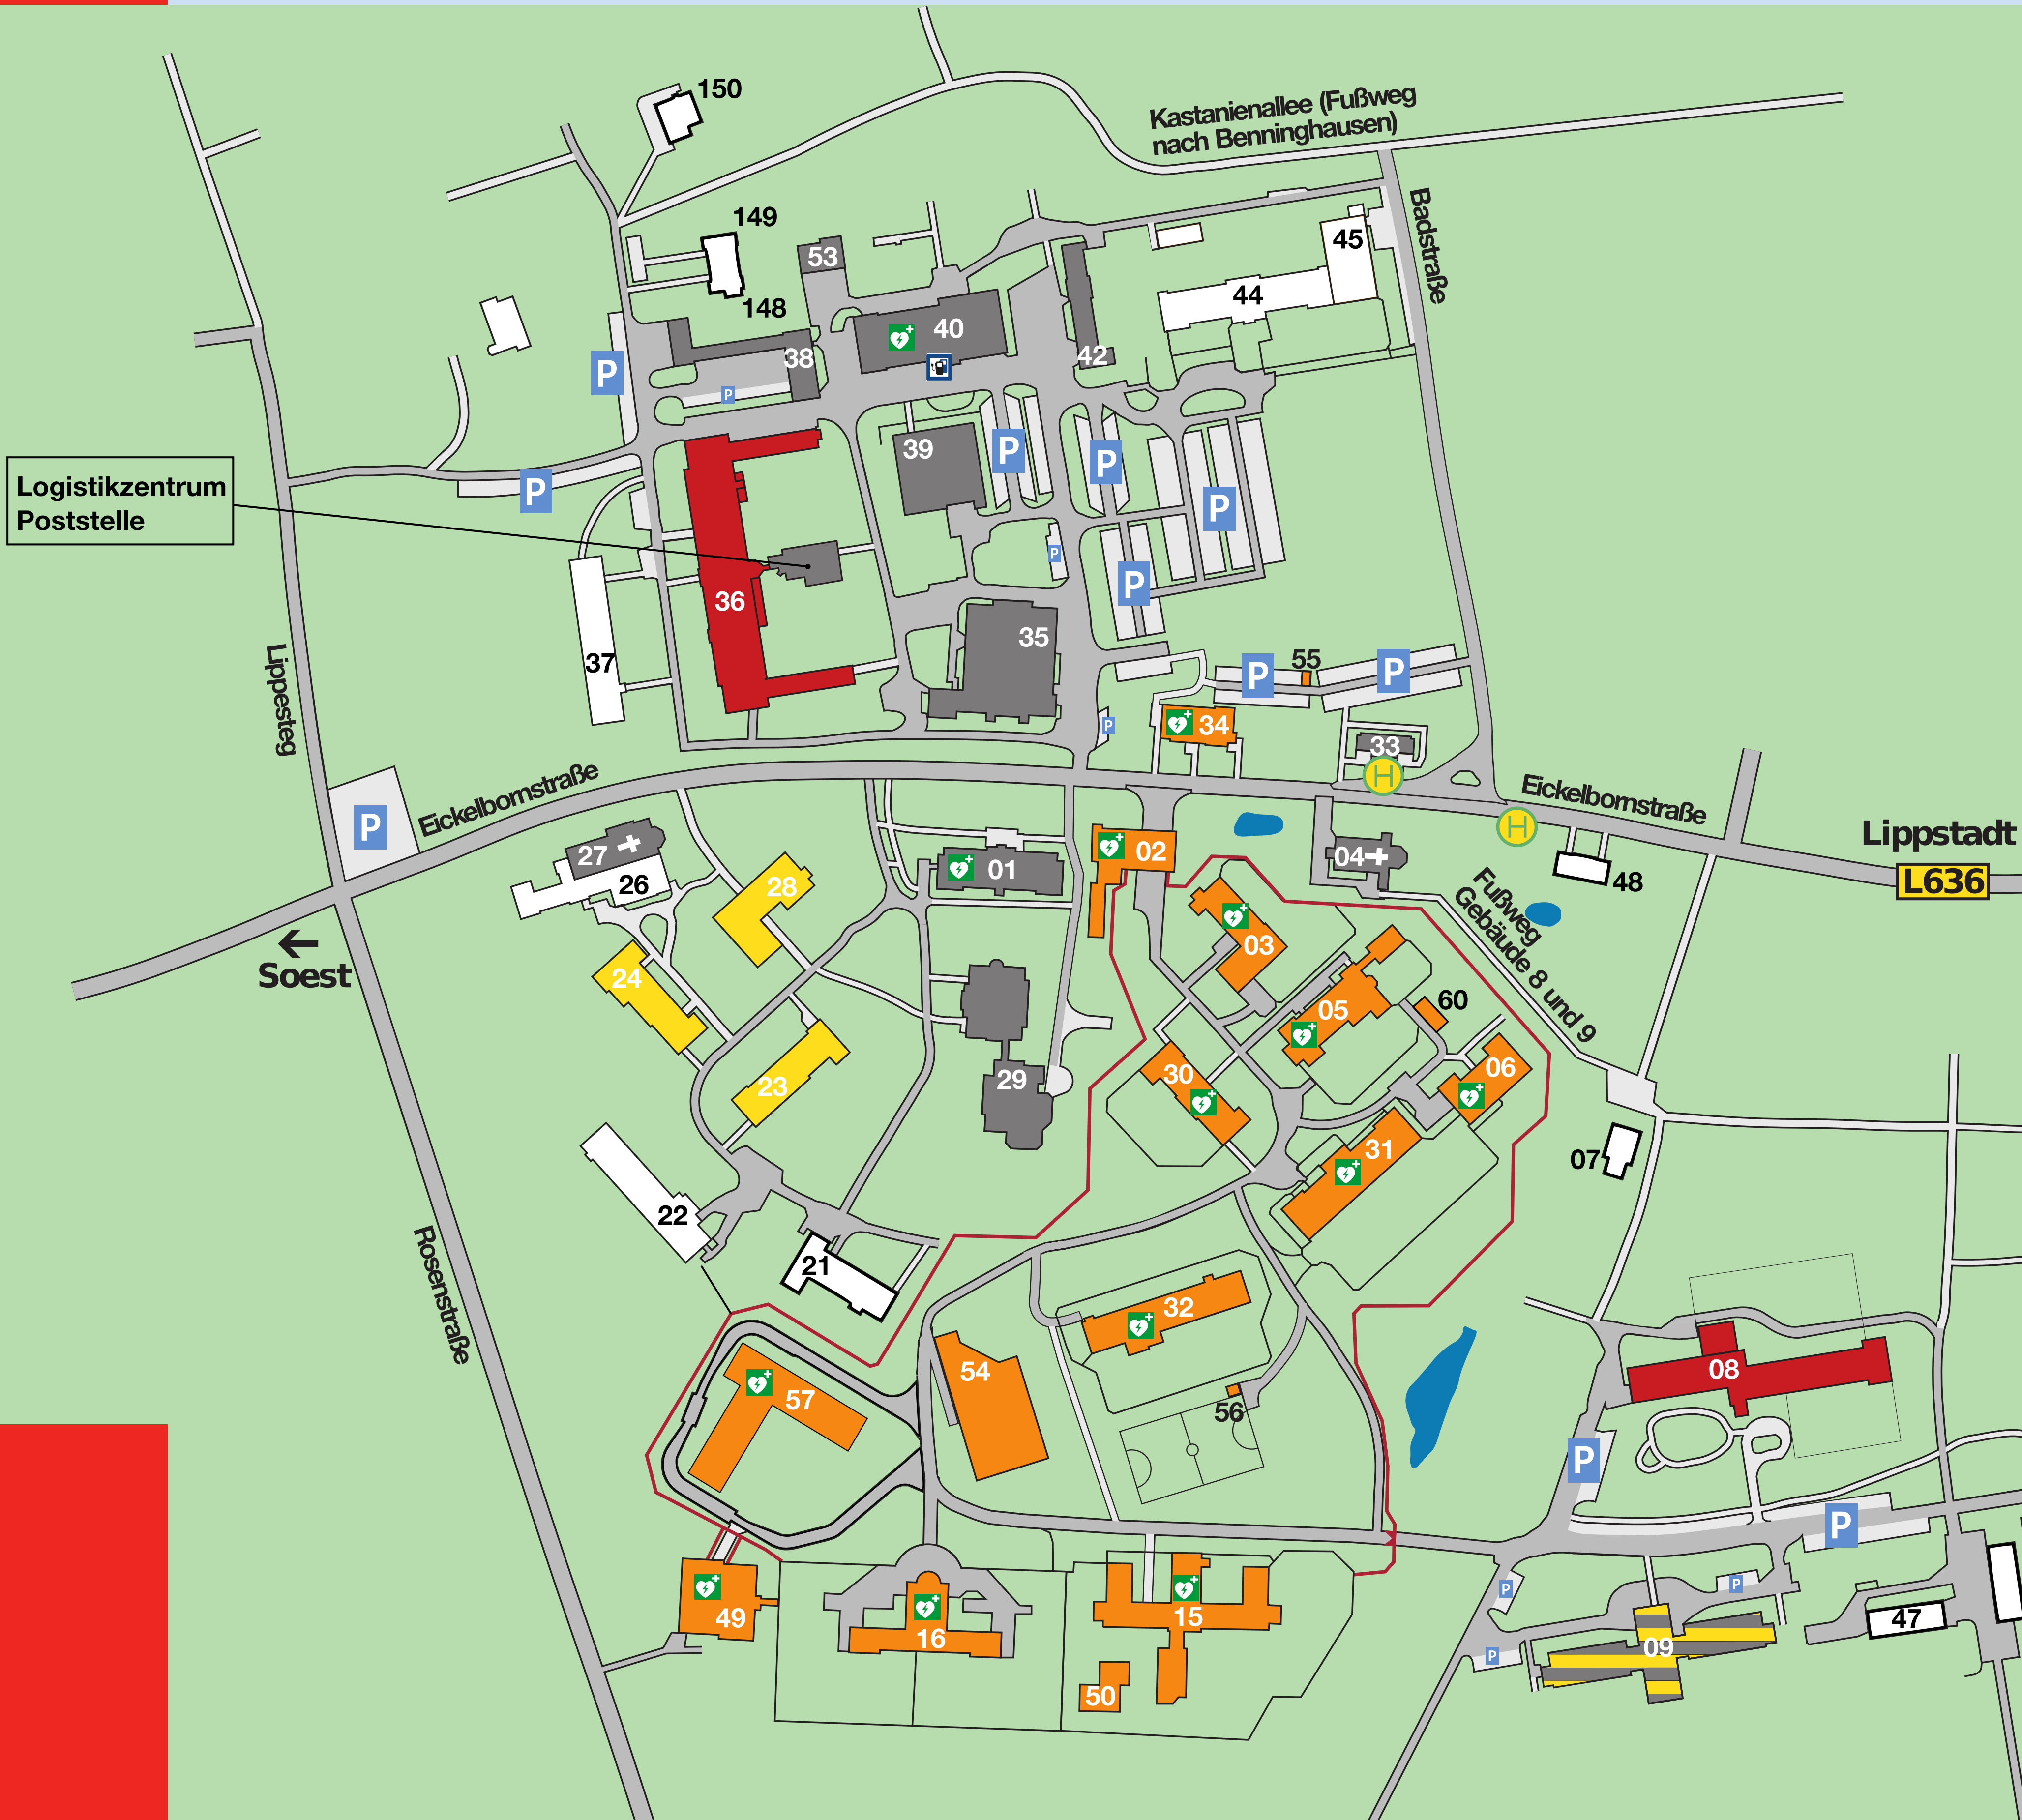 150
Kastanienallee (Fußweg
nach Benninghausen)
149
Badstraße
53
45
148
44
40
38
42
P
P
39
P
P
P
P
Logistikzentrum
Poststelle
P
36
P
35
37
55
P
P
34
P
33
H
Lippesteg
Eickelbornstraße
Eickelbornstraße
P
H
Lippstadt
L636
27
26
28
01
02
04
48
Fußweg
Gebäude 8 und 9
03
Soest
24
05
60
29
23
30
06
31
07
22
21
Rosenstraße
32
54
08
57
56
P
P
49
16
15
P
P
47
09
P
50